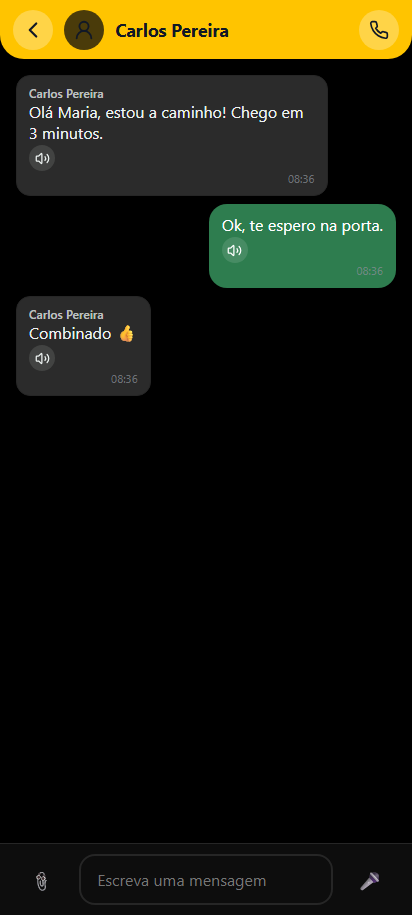 Carlos Pereira
Carlos Pereira
Olá Maria, estou a caminho! Chego em
3 minutos.
08:36
Ok, te espero na porta.
08:36
Carlos Pereira
Combinado 👍
08:36
Escreva uma mensagem